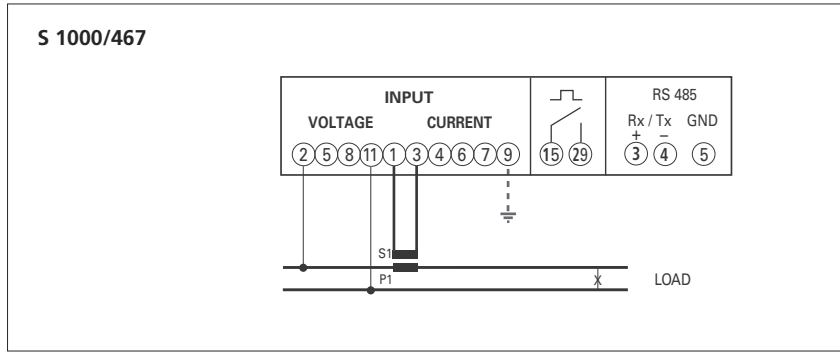 S 1000/467
INPUT
VOLTAGE CURRENT
2 5 8 11 1 3 4 6 7 9
15 29
RS 485
Rx / Tx GND
+ –
3 4 5
S1
P1
X
LOAD